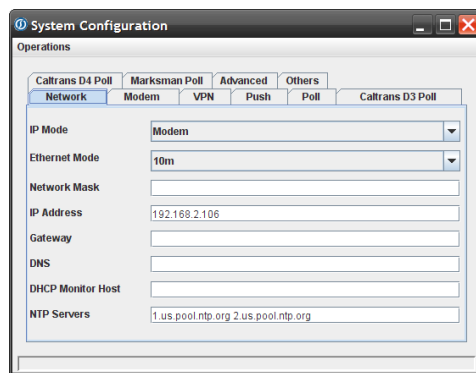 System Configuration
Operations
Caltrans D4 Poll Marksman Poll Advanced Others
Network Modem VPN Push Poll Caltrans D3 Poll
IP Mode Modem
Ethernet Mode 10m
Network Mask
IP Address 192.168.2.106
Gateway
DNS
DHCP Monitor Host
NTP Servers 1.us.pool.ntp.org 2.us.pool.ntp.org